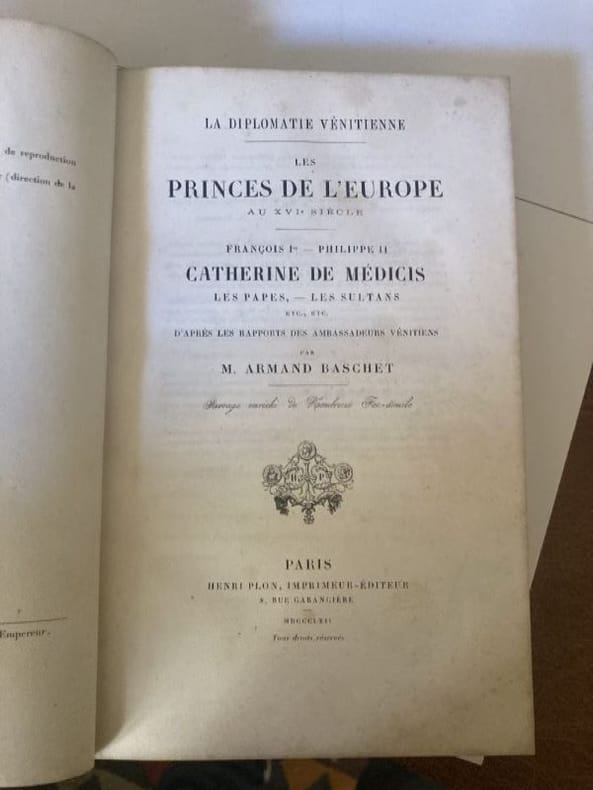 de reproduction
(direction de la
Empereur.
LA DIPLOMATIE VÉNITIENNE
LES
PRINCES DE L'EUROPE
AU XVIe SIÈCLE
FRANÇOIS Ier — PHILIPPE II
CATHERINE DE MÉDICIS
LES PAPES, — LES SULTANS
ETC., ETC.
D'APRÈS LES RAPPORTS DES AMBASSADEURS VÉNITIENS
PAR
M. ARMAND BASCHET
Ouvrage enrichi de Nombreux Fac-simile
H P
PARIS
HENRI PLON, IMPRIMEUR-ÉDITEUR
8, RUE GARANCIÈRE
MDCCCLXII
Tous droits réservés